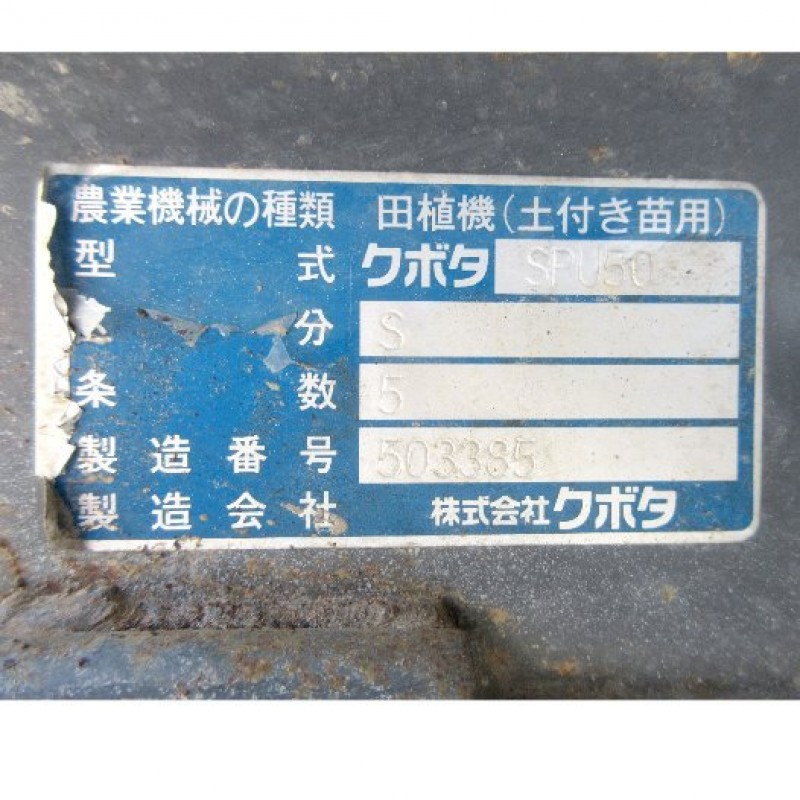 農業機械の種類 田植機(土付き苗用)
型式 クボタ SPU50
分 S
条数 5
製造番号 503385
製造会社 株式会社クボタ